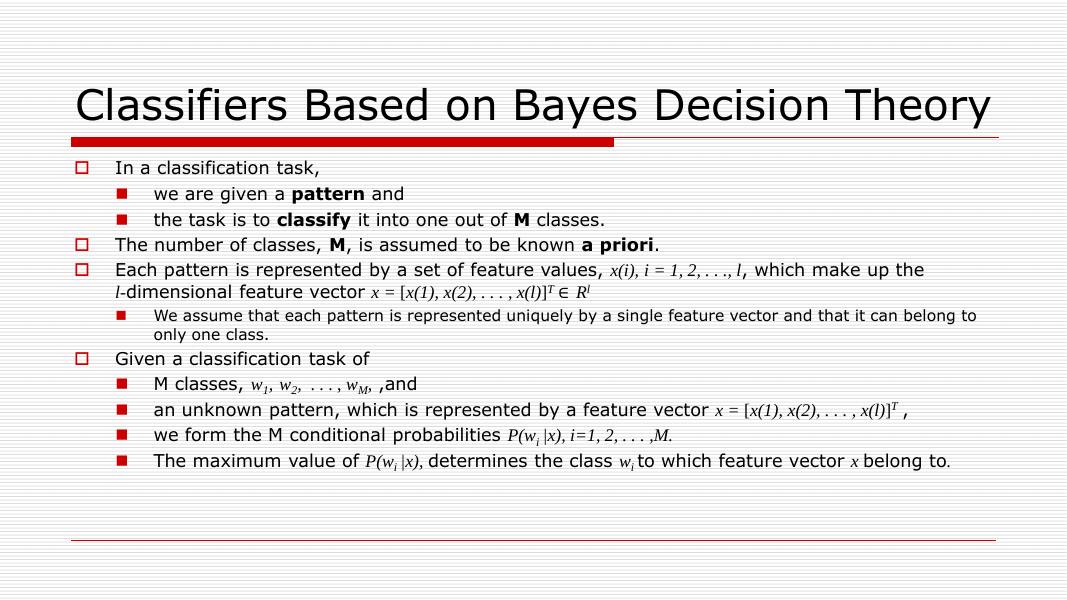 Classifiers Based on Bayes Decision Theory
In a classification task,
we are given a pattern and
the task is to classify it into one out of M classes.
The number of classes, M, is assumed to be known a priori.
Each pattern is represented by a set of feature values, x(i), i = 1, 2, . . ., l, which make up the
l-dimensional feature vector x = [x(1), x(2), . . . , x(l)]ᵀ ∈ Rˡ
We assume that each pattern is represented uniquely by a single feature vector and that it can belong to
only one class.
Given a classification task of
M classes, w₁, w₂, . . . , w_M, ,and
an unknown pattern, which is represented by a feature vector x = [x(1), x(2), . . . , x(l)]ᵀ ,
we form the M conditional probabilities P(wᵢ |x), i=1, 2, . . . ,M.
The maximum value of P(wᵢ |x), determines the class wᵢ to which feature vector x belong to.